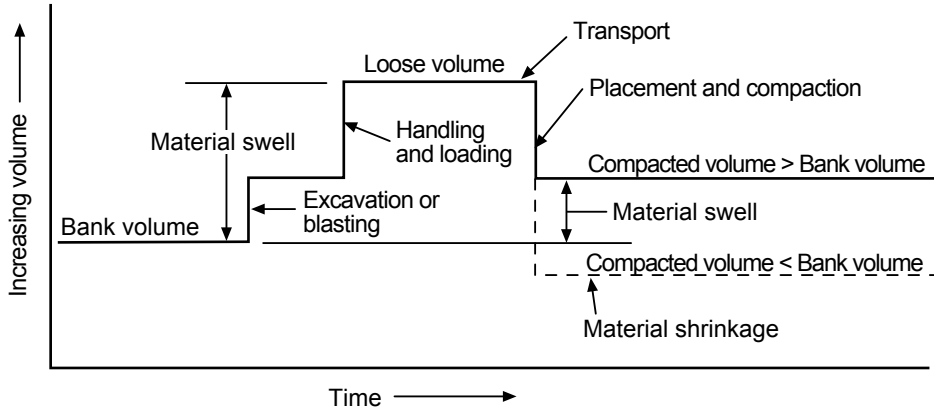 Transport
Loose volume
Placement and compaction
Material swell
Handling
and loading
Compacted volume > Bank volume
Excavation or
blasting
Material swell
Bank volume
Compacted volume < Bank volume
Material shrinkage
Increasing volume
Time